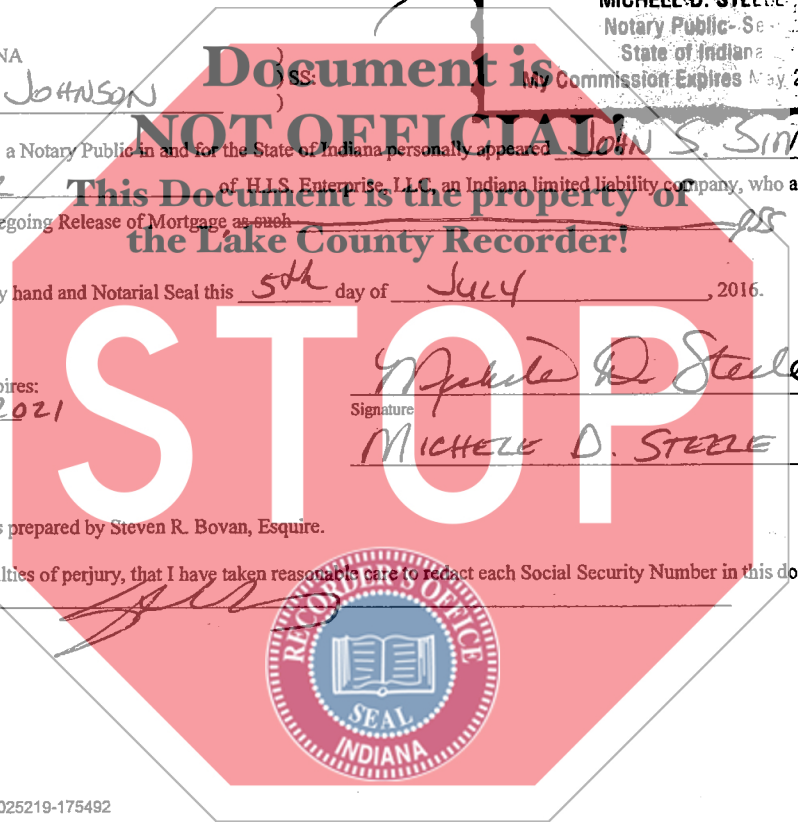 MICHELE D. STEELE
Notary Public- Se
State of Indiana
My Commission Expires May 2
NA
) SS:
)
JOHNSON
Document is
NOT OFFICIAL!
This Document is the property of
the Lake County Recorder!
a Notary Public in and for the State of Indiana personally appeared JOHN S. SIM
of H.I.S. Enterprise, LLC, an Indiana limited liability company, who a
egoing Release of Mortgage as such
y hand and Notarial Seal this 5th day of JULY, 2016.
STOP
pires:
2021
Michele D. Steele
Signature
MICHELE D. STEELE
s prepared by Steven R. Bovan, Esquire.
lties of perjury, that I have taken reasonable care to redact each Social Security Number in this do
RECORDER'S OFFICE
SEAL
INDIANA
025219-175492